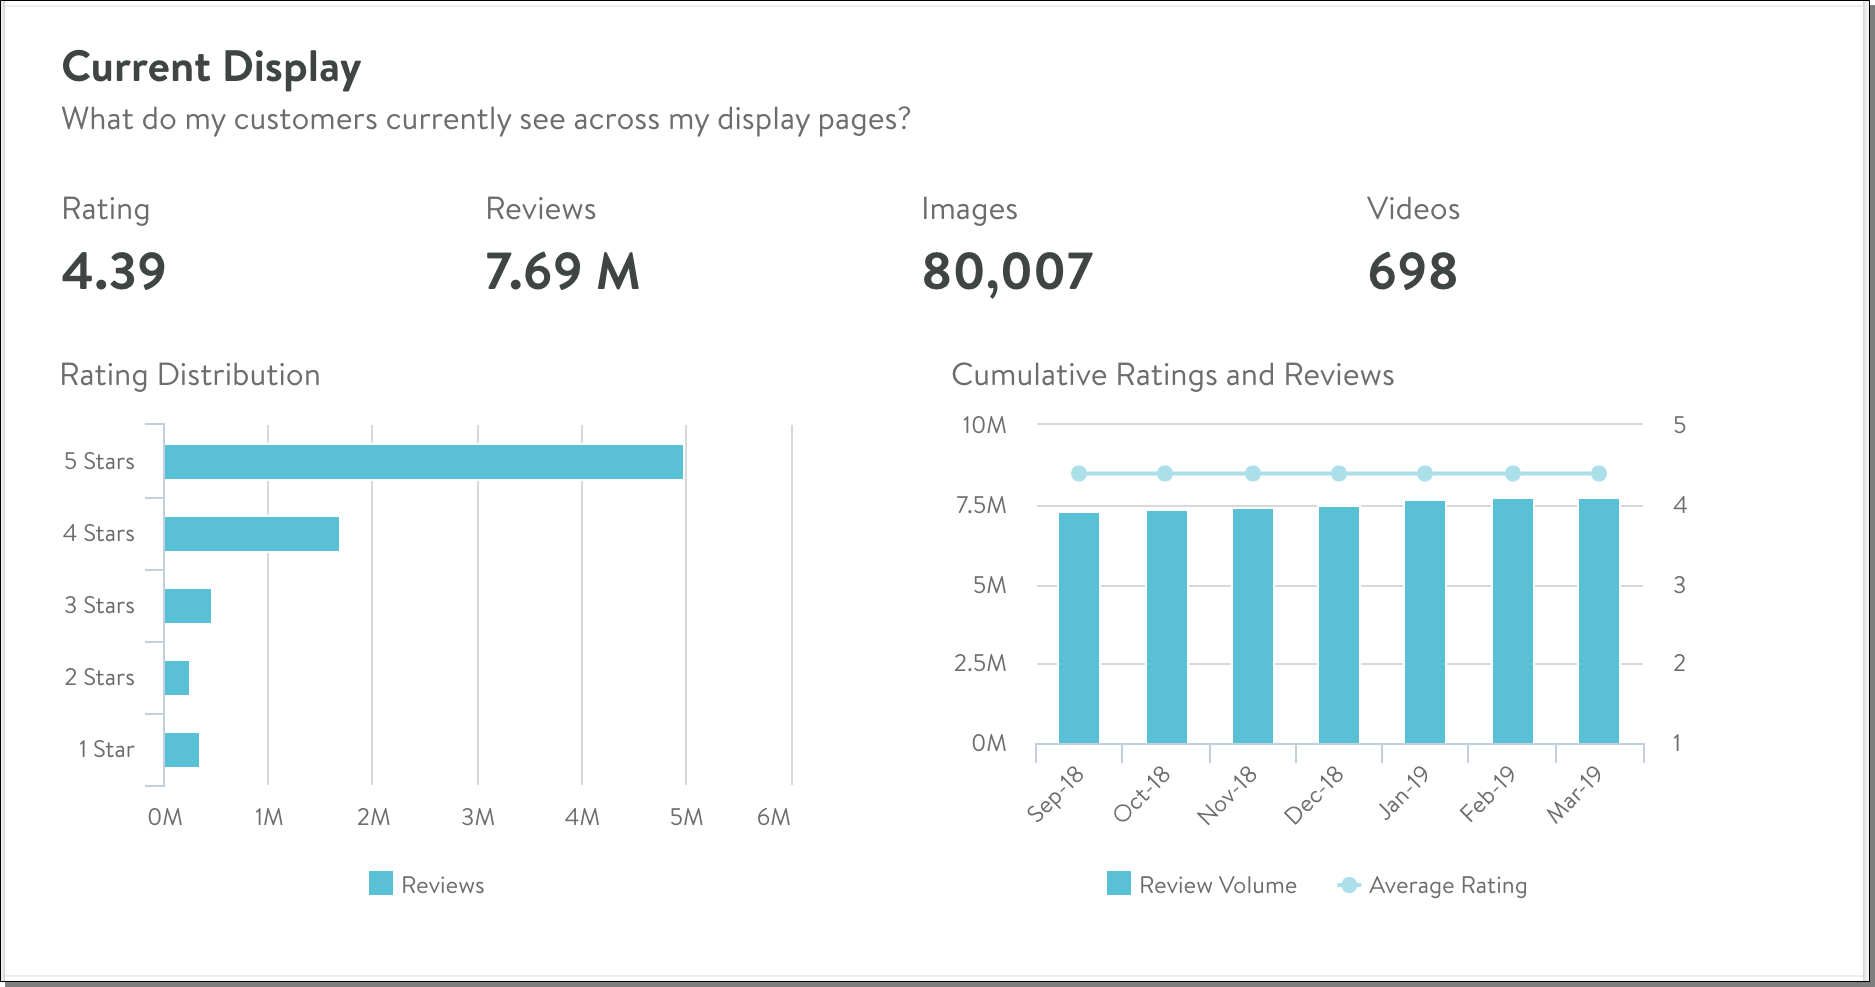 Current Display
What do my customers currently see across my display pages?
Rating
4.39
Reviews
7.69 M
Images
80,007
Videos
698
Rating Distribution
5 Stars
4 Stars
3 Stars
2 Stars
1 Star
0M 1M 2M 3M 4M 5M 6M
Reviews
Cumulative Ratings and Reviews
10M 5
7.5M 4
5M 3
2.5M 2
0M 1
Sep-18 Oct-18 Nov-18 Dec-18 Jan-19 Feb-19 Mar-19
Review Volume Average Rating